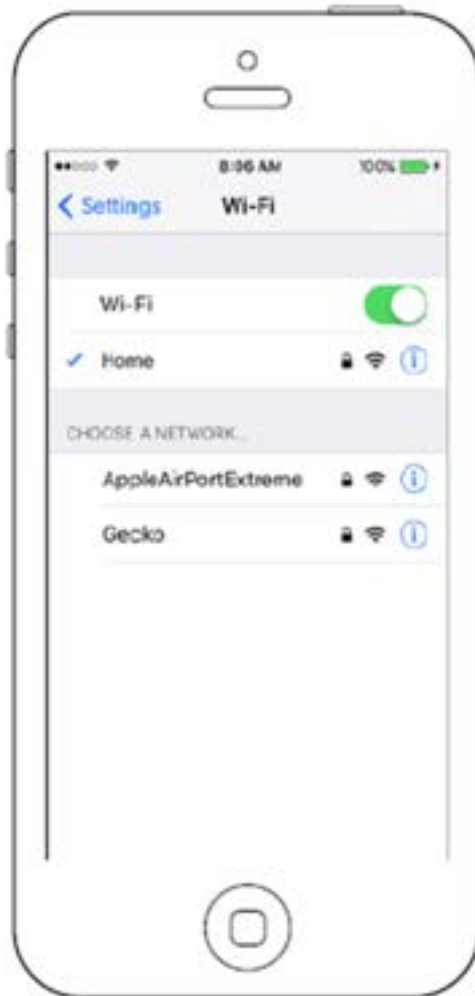 8:06 AM 100%
Settings Wi-Fi
Wi-Fi
Home
CHOOSE A NETWORK...
AppleAirPortExtreme
Gecko